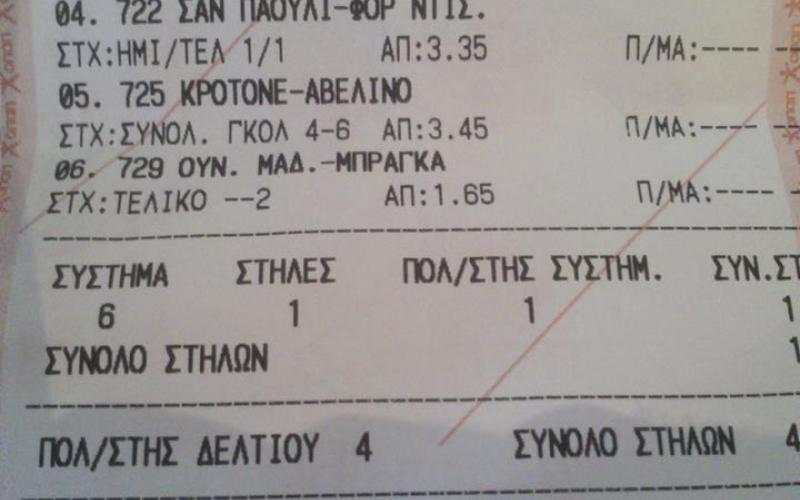 04. 722 ΣΑΝ ΠΑΟΥΛΙ-ΦΟΡ ΝΤΙΣ.
ΣΤΧ:ΗΜΙ/ΤΕΛ 1/1 ΑΠ:3.35 Π/ΜΑ:----
05. 725 ΚΡΟΤΟΝΕ-ΑΒΕΛΙΝΟ
ΣΤΧ:ΣΥΝΟΛ. ΓΚΟΛ 4-6 ΑΠ:3.45 Π/ΜΑ:----
06. 729 ΟΥΝ. ΜΑΔ.-ΜΠΡΑΓΚΑ
ΣΤΧ:ΤΕΛΙΚΟ --2 ΑΠ:1.65 Π/ΜΑ:----
ΣΥΣΤΗΜΑ ΣΤΗΛΕΣ ΠΟΛ/ΣΤΗΣ ΣΥΣΤΗΜ. ΣΥΝ.ΣΤ
6 1 1 1
ΣΥΝΟΛΟ ΣΤΗΛΩΝ 1
ΠΟΛ/ΣΤΗΣ ΔΕΛΤΙΟΥ 4 ΣΥΝΟΛΟ ΣΤΗΛΩΝ 4